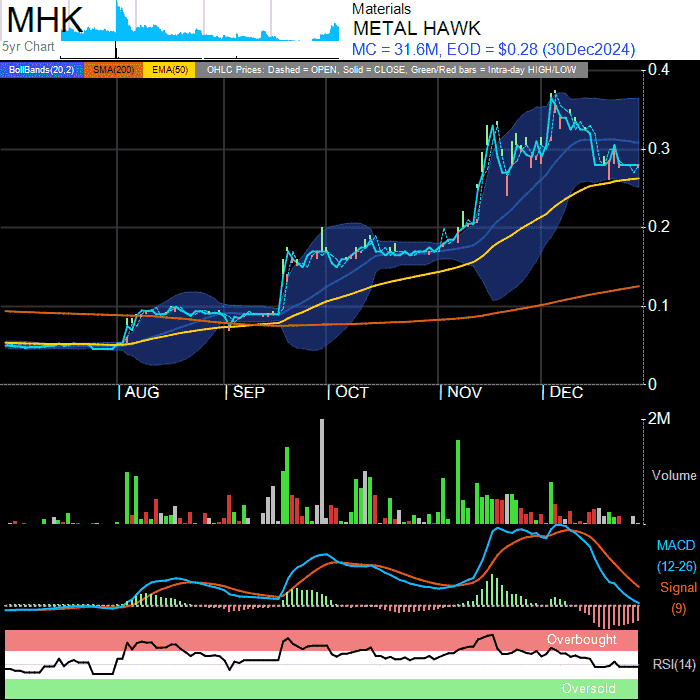 MHK
5yr Chart
Materials
METAL HAWK
MC = 31.6M, EOD = $0.28 (30Dec2024)
BollBands(20,2) SMA(200) EMA(50) OHLC Prices: Dashed = OPEN, Solid = CLOSE, Green/Red bars = Intra-day HIGH/LOW
0.4
0.3
0.2
0.1
0
AUG SEP OCT NOV DEC
2M
Volume
MACD
(12-26)
Signal
(9)
Overbought
RSI(14)
Oversold